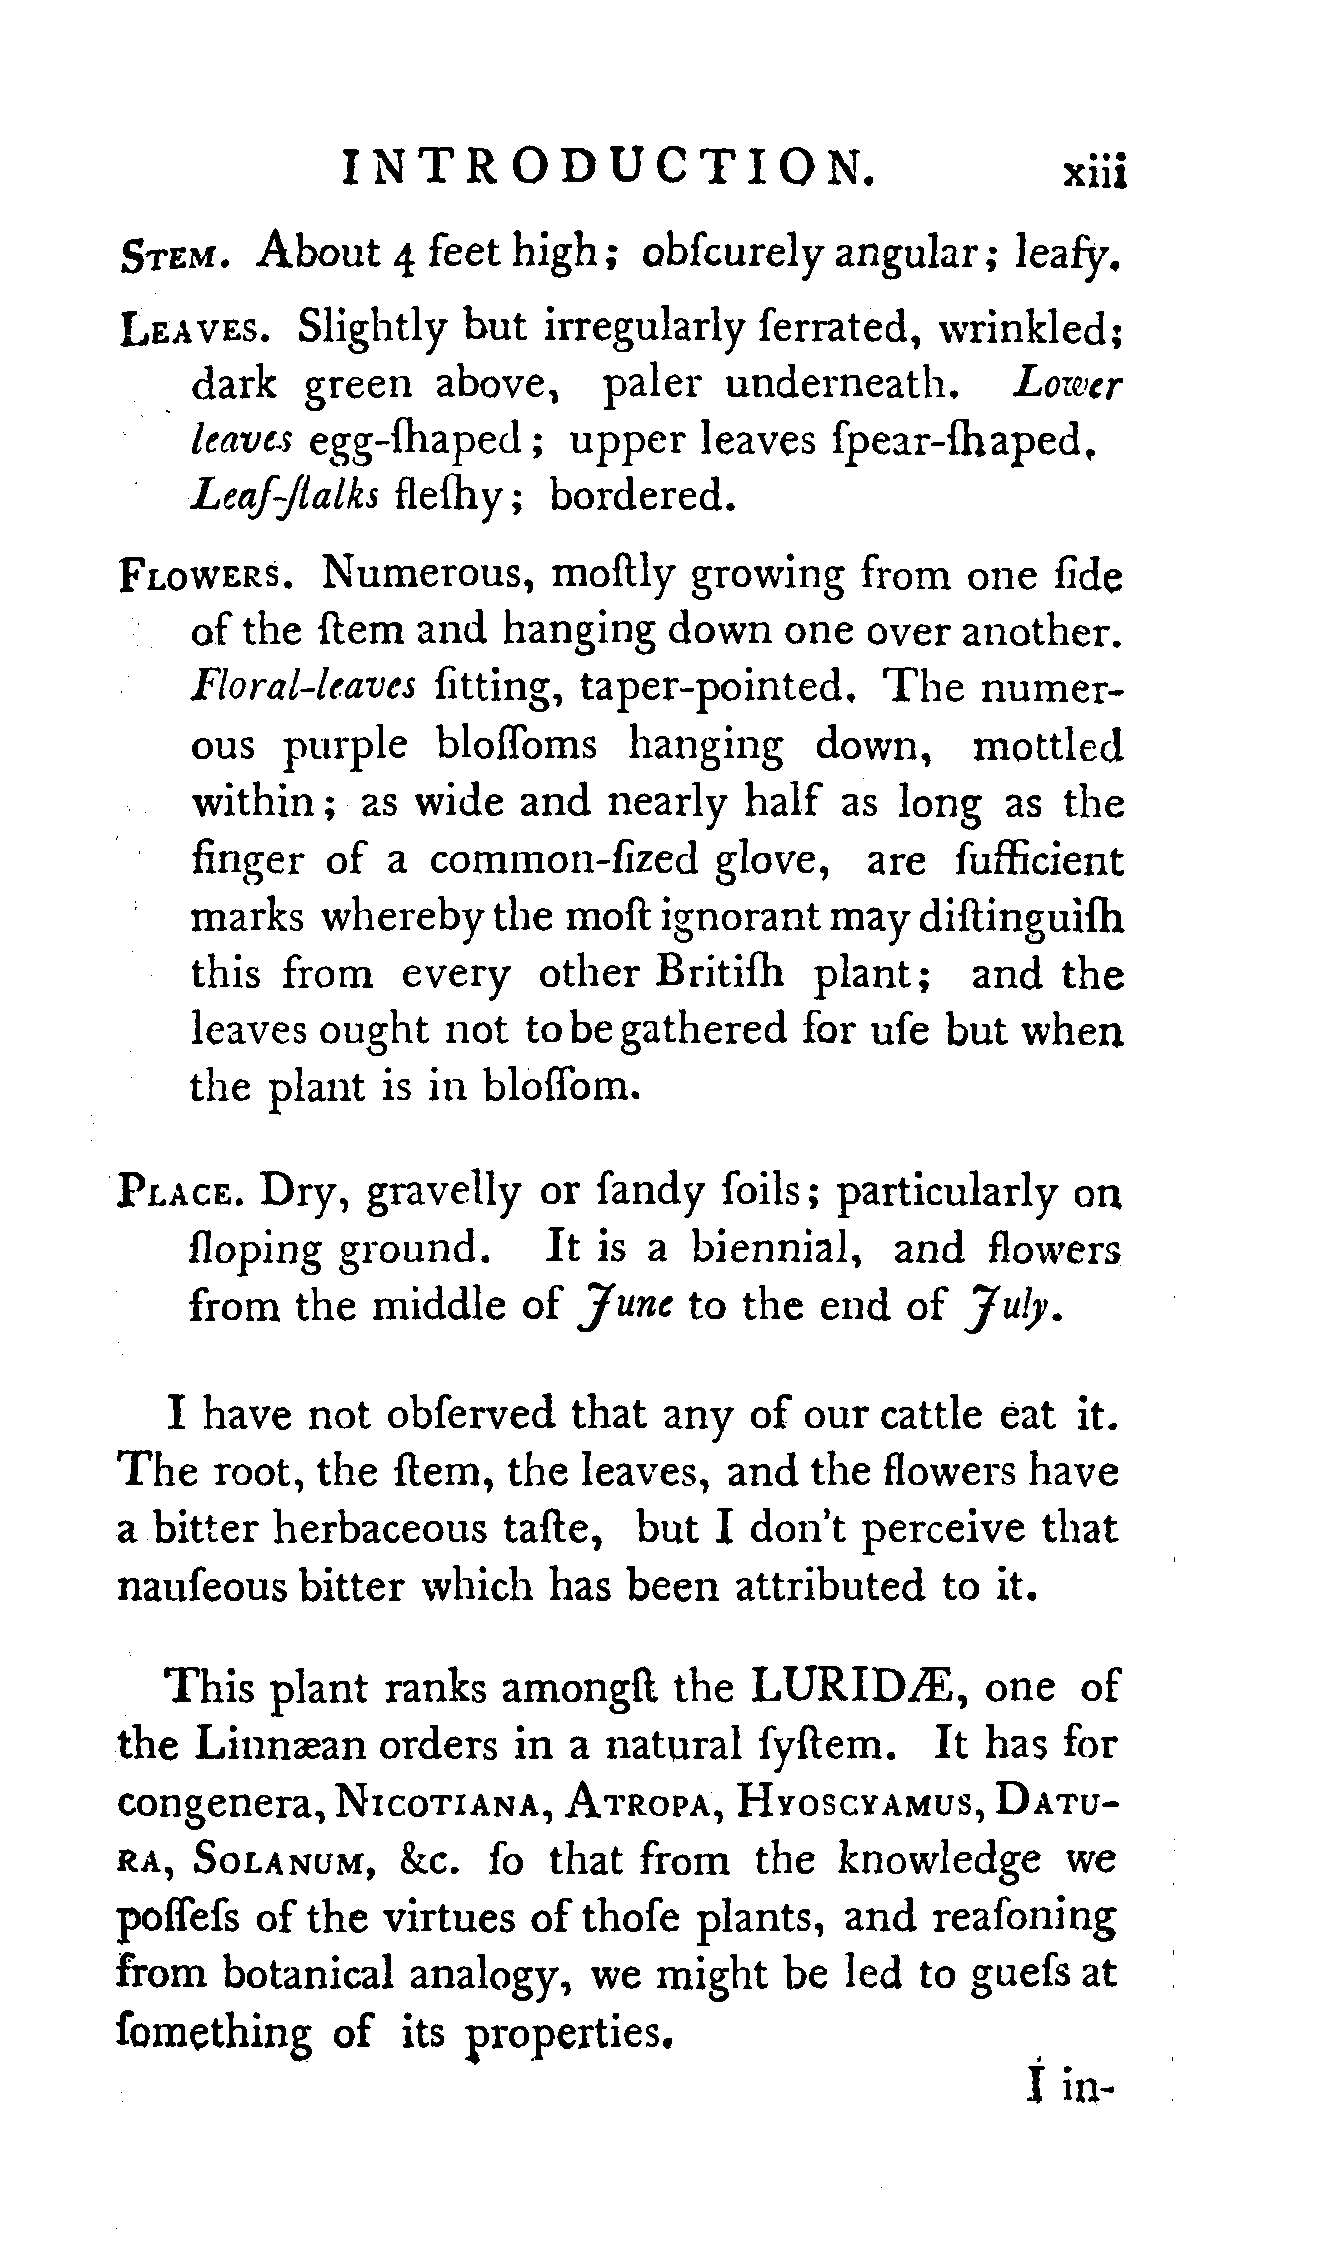 INTRODUCTION. xiii
STEM. About 4 feet high; obſcurely angular; leafy.
LEAVES. Slightly but irregularly ſerrated, wrinkled;
dark green above, paler underneath. Lower
leaves egg-ſhaped; upper leaves ſpear-ſhaped.
Leaf-ſtalks fleſhy; bordered.
FLOWERS. Numerous, moſtly growing from one ſide
of the ſtem and hanging down one over another.
Floral-leaves ſitting, taper-pointed. The numer-
ous purple bloſſoms hanging down, mottled
within; as wide and nearly half as long as the
finger of a common-ſized glove, are ſufficient
marks whereby the moſt ignorant may diſtinguiſh
this from every other Britiſh plant; and the
leaves ought not to be gathered for uſe but when
the plant is in bloſſom.
PLACE. Dry, gravelly or ſandy ſoils; particularly on
ſloping ground. It is a biennial, and flowers
from the middle of June to the end of July.
I have not obſerved that any of our cattle eat it.
The root, the ſtem, the leaves, and the flowers have
a bitter herbaceous taſte, but I don't perceive that
nauſeous bitter which has been attributed to it.
This plant ranks amongſt the LURIDÆ, one of
the Linnæan orders in a natural ſyſtem. It has for
congenera, NICOTIANA, ATROPA, HYOSCYAMUS, DATU-
RA, SOLANUM, &c. ſo that from the knowledge we
poſſeſs of the virtues of thoſe plants, and reaſoning
from botanical analogy, we might be led to gueſs at
ſomething of its properties.
I in-